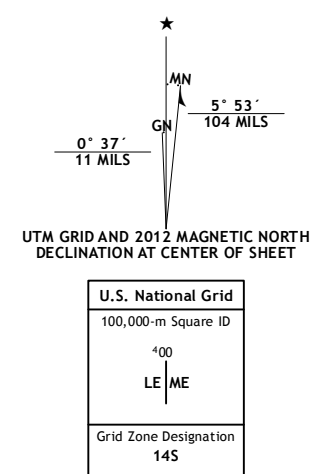 ★
MN
GN
5° 53´
104 MILS
0° 37´
11 MILS
UTM GRID AND 2012 MAGNETIC NORTH
DECLINATION AT CENTER OF SHEET
U.S. National Grid
100,000-m Square ID
⁴00
LE ME
Grid Zone Designation
14S